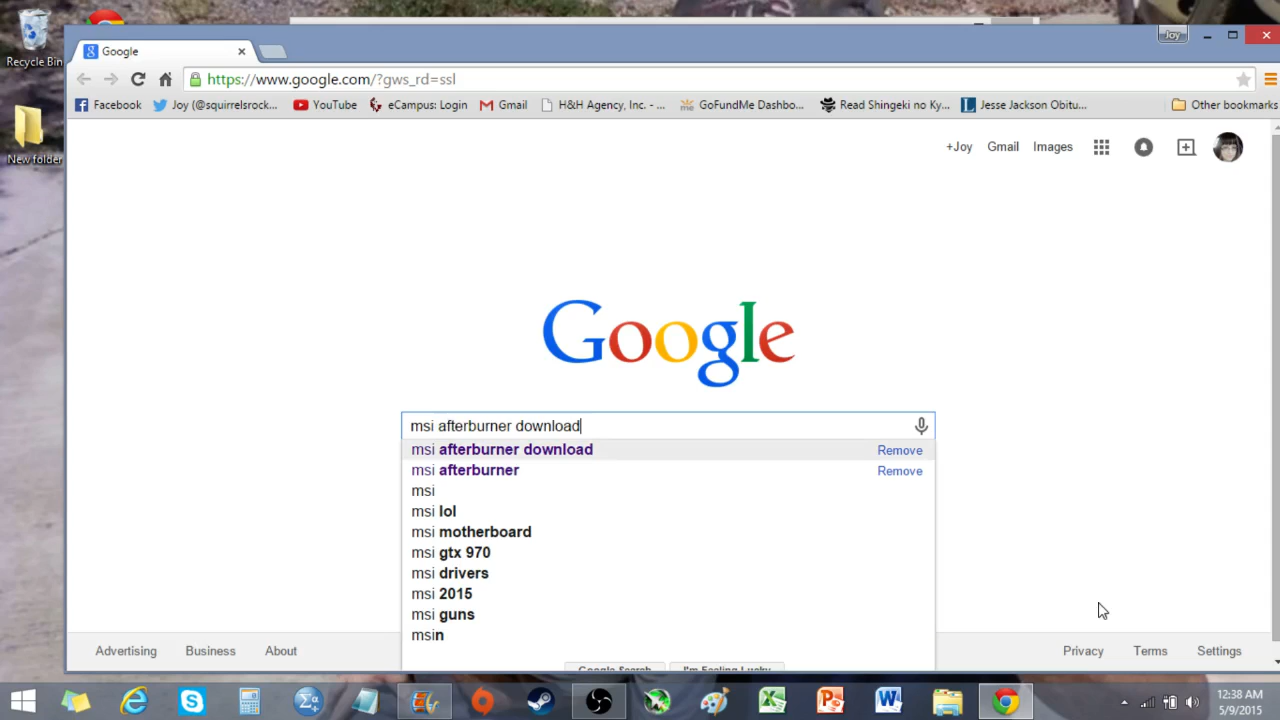 Recycle Bin
New folder
Google
Joy
https://www.google.com/?gws_rd=ssl
Facebook
Joy (@squirrelsrock...
YouTube
eCampus: Login
Gmail
H&H Agency, Inc. - ...
GoFundMe Dashbo...
Read Shingeki no Ky...
Jesse Jackson Obitu...
Other bookmarks
+Joy
Gmail
Images
Google
msi afterburner download
msi afterburner download
Remove
msi afterburner
Remove
msi
msi lol
msi motherboard
msi gtx 970
msi drivers
msi 2015
msi guns
msin
Google Search
I'm Feeling Lucky
Advertising
Business
About
Privacy
Terms
Settings
12:38 AM
5/9/2015